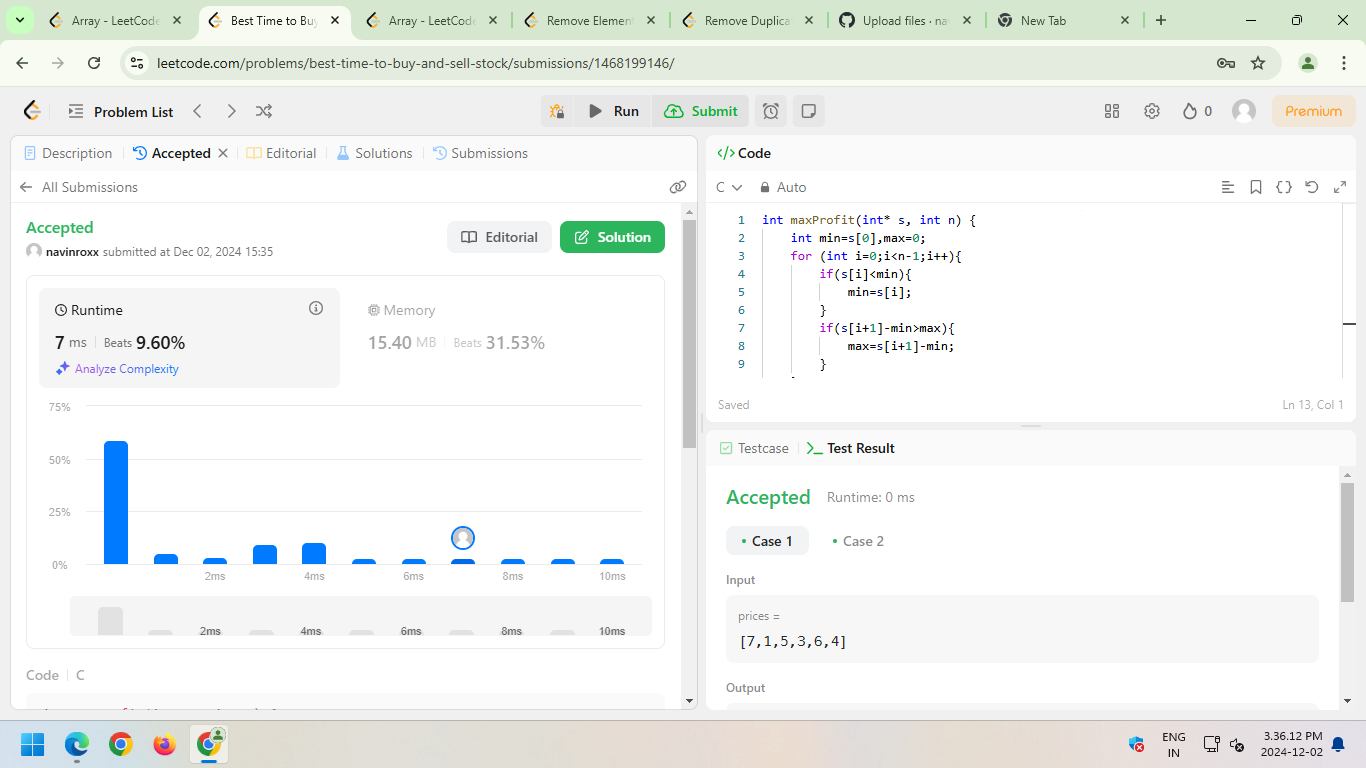 Array - LeetCode
Best Time to Buy
Array - LeetCode
Remove Element
Remove Duplica
Upload files · na
New Tab
leetcode.com/problems/best-time-to-buy-and-sell-stock/submissions/1468199146/
Problem List
Run
Submit
0
Premium
Description
Accepted
Editorial
Solutions
Submissions
All Submissions
Accepted
navinroxx submitted at Dec 02, 2024 15:35
Editorial
Solution
Runtime
7 ms
Beats 9.60%
Analyze Complexity
Memory
15.40 MB
Beats 31.53%
75%
50%
25%
0%
2ms
4ms
6ms
8ms
10ms
2ms
4ms
6ms
8ms
10ms
Code
C
</> Code
C
Auto
1 int maxProfit(int* s, int n) {
2 int min=s[0],max=0;
3 for (int i=0;i<n-1;i++){
4 if(s[i]<min){
5 min=s[i];
6 }
7 if(s[i+1]-min>max){
8 max=s[i+1]-min;
9 }
Saved
Ln 13, Col 1
Testcase
Test Result
Accepted
Runtime: 0 ms
Case 1
Case 2
Input
prices =
[7,1,5,3,6,4]
Output
ENG
IN
3.36.12 PM
2024-12-02